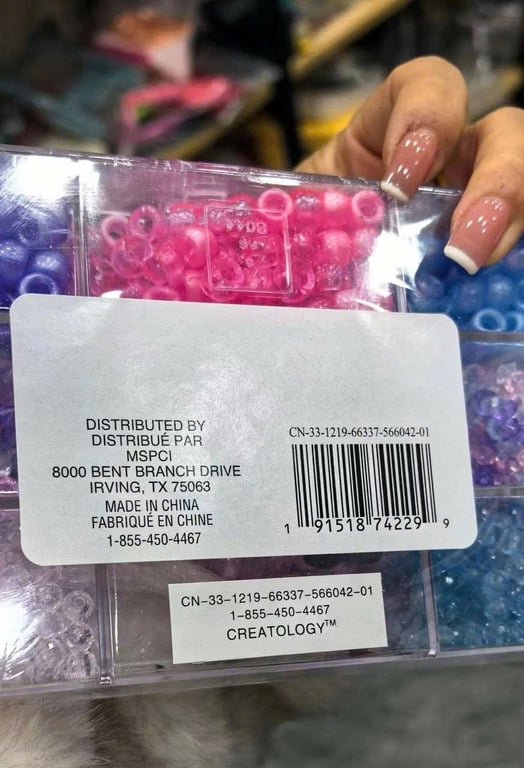 DISTRIBUTED BY
DISTRIBUÉ PAR
MSPCI
8000 BENT BRANCH DRIVE
IRVING, TX 75063
MADE IN CHINA
FABRIQUÉ EN CHINE
1-855-450-4467
CN-33-1219-66337-566042-01
1 91518 74229 9
CN-33-1219-66337-566042-01
1-855-450-4467
CREATOLOGY™